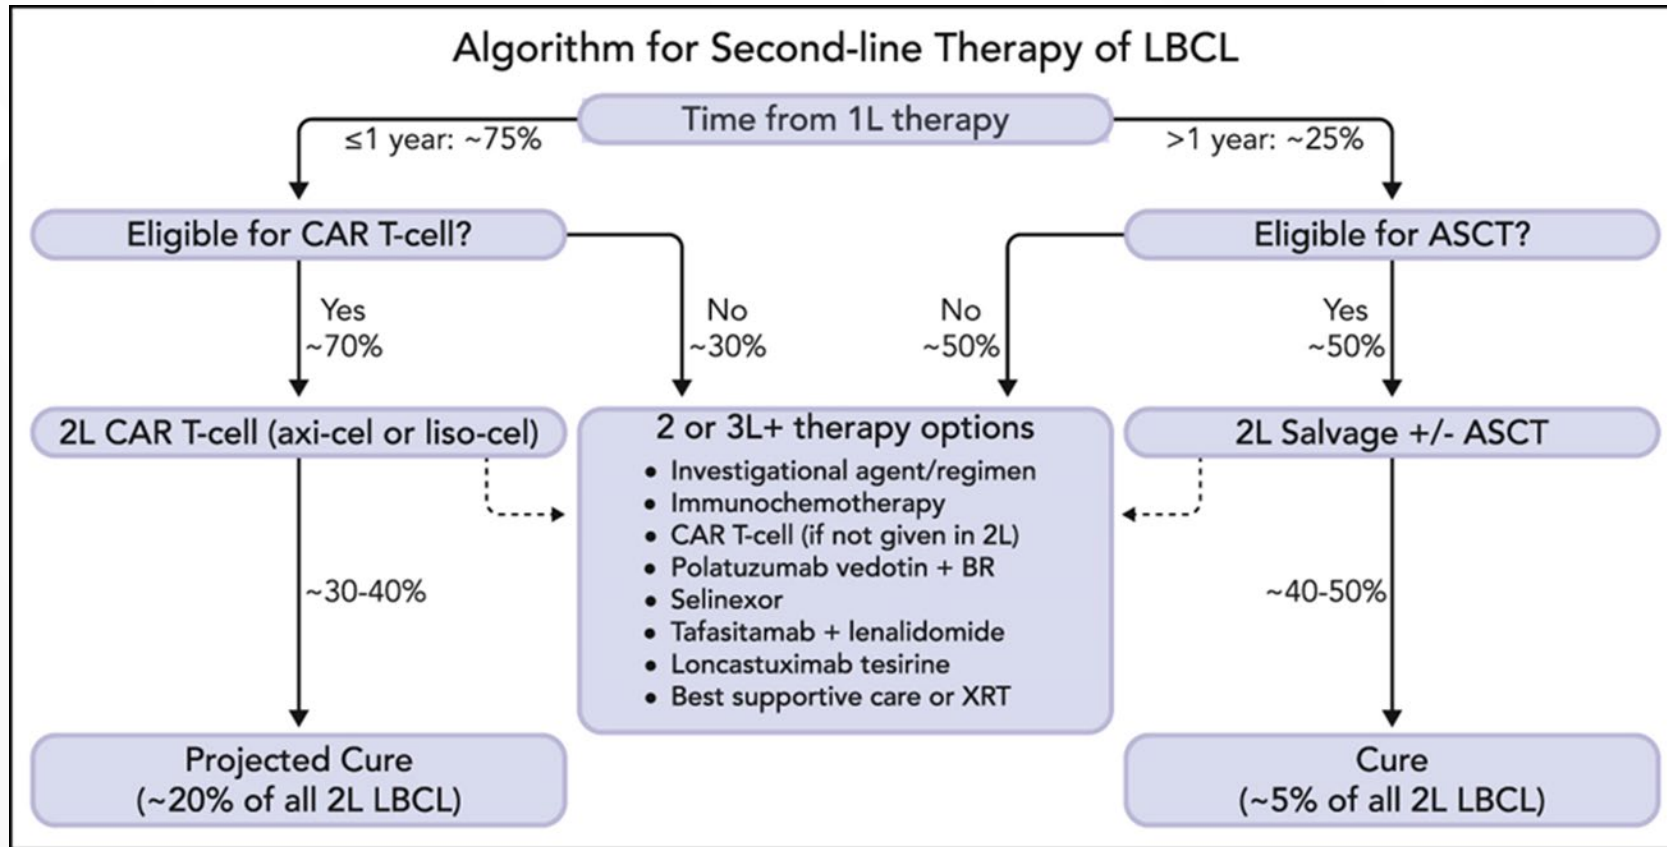 Algorithm for Second-line Therapy of LBCL
Time from 1L therapy
≤1 year: ~75%
>1 year: ~25%
Eligible for CAR T-cell?
Eligible for ASCT?
Yes
~70%
No
~30%
No
~50%
Yes
~50%
2L CAR T-cell (axi-cel or liso-cel)
2 or 3L+ therapy options
• Investigational agent/regimen
• Immunochemotherapy
• CAR T-cell (if not given in 2L)
• Polatuzumab vedotin + BR
• Selinexor
• Tafasitamab + lenalidomide
• Loncastuximab tesirine
• Best supportive care or XRT
2L Salvage +/- ASCT
~30-40%
~40-50%
Projected Cure
(~20% of all 2L LBCL)
Cure
(~5% of all 2L LBCL)